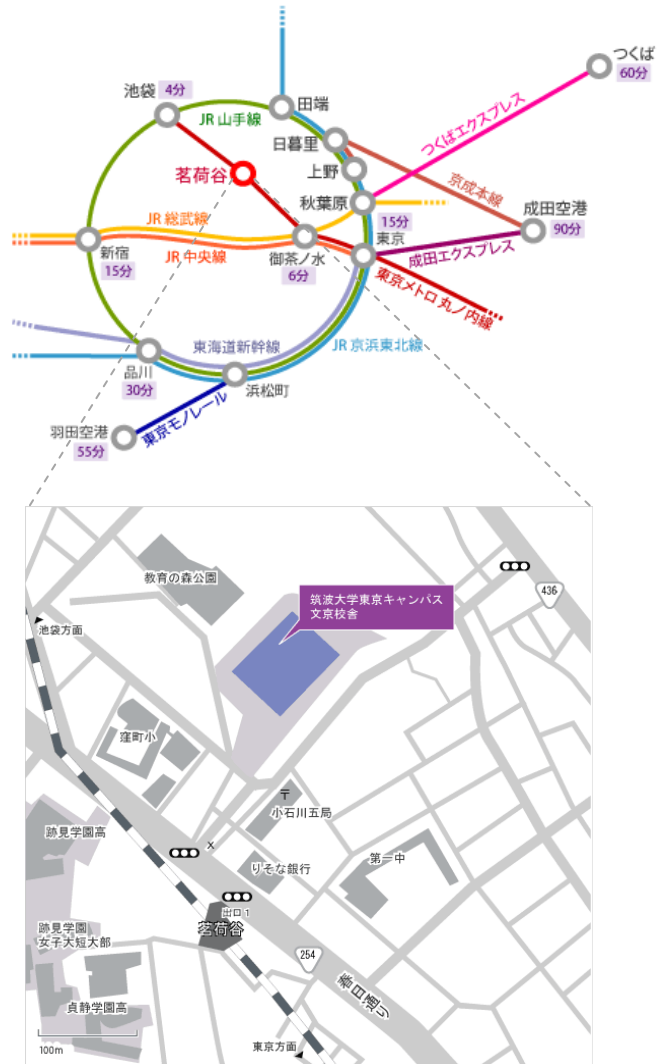 つくば
60分
池袋
4分
田端
JR 山手線
日暮里
つくばエクスプレス
上野
茗荷谷
京成本線
秋葉原
成田空港
JR 総武線
15分
90分
東京
新宿
JR 中央線
御茶ノ水
成田エクスプレス
15分
6分
東京メトロ 丸ノ内線
東海道新幹線
JR 京浜東北線
品川
30分
浜松町
東京モノレール
羽田空港
55分
教育の森公園
436
筑波大学東京キャンパス
文京校舎
池袋方面
窪町小
〒
小石川五局
跡見学園高
X
りそな銀行
第一中
出口1
茗荷谷
跡見学園
女子大短大部
254
春日通り
貞静学園高
100m
東京方面